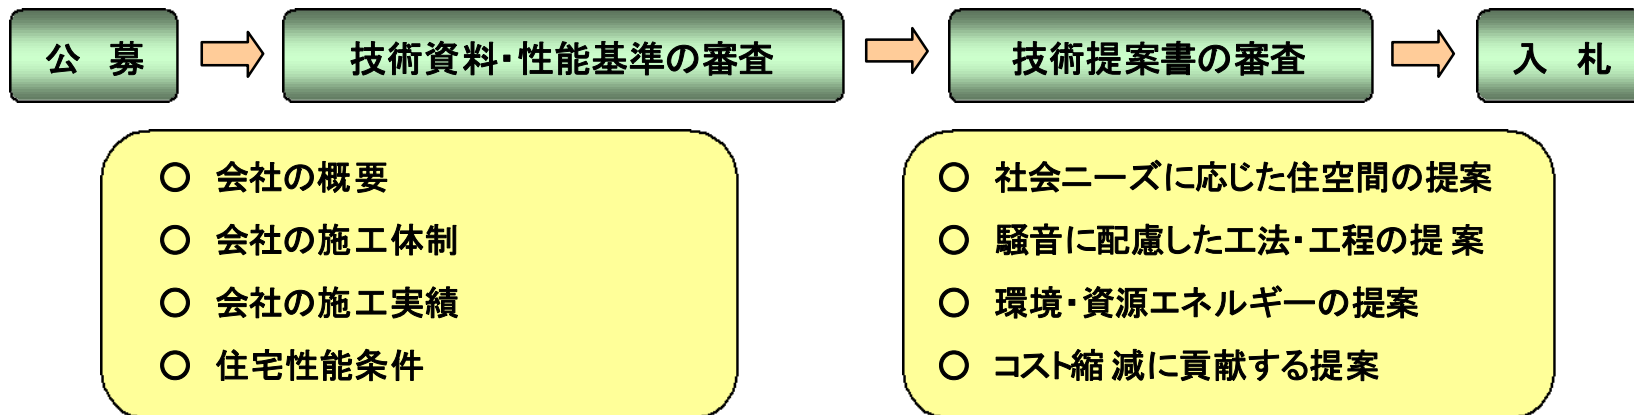 公 募
技術資料・性能基準の審査
技術提案書の審査
入 札
○ 会社の概要
○ 会社の施工体制
○ 会社の施工実績
○ 住宅性能条件
○ 社会ニーズに応じた住空間の提案
○ 騒音に配慮した工法・工程の提案
○ 環境・資源エネルギーの提案
○ コスト縮減に貢献する提案